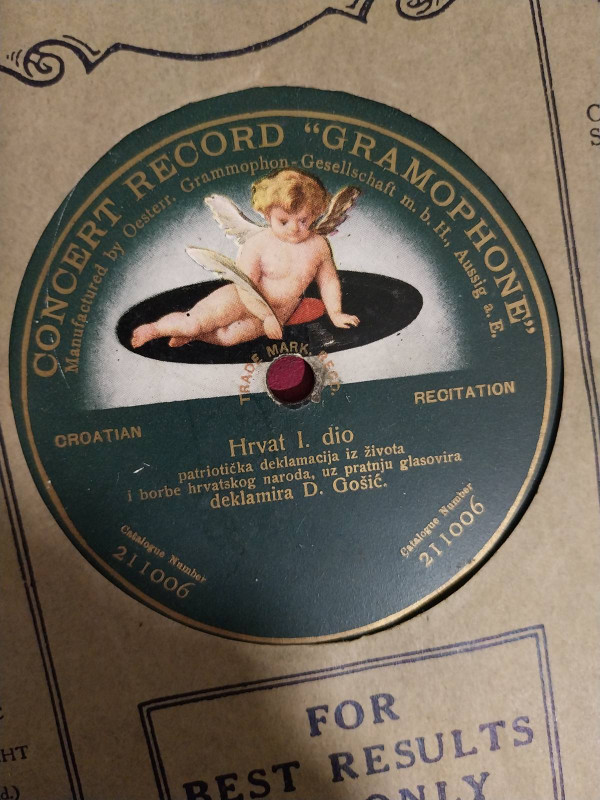 CONCERT RECORD "GRAMOPHONE"
Manufactured by Oesterr. Grammophon-Gesellschaft m. b. H., Aussig a. E.
TRADE MARK
CROATIAN
RECITATION
Hrvat I. dio
patriotička deklamacija iz života
i borbe hrvatskog naroda, uz pratnju glasovira
deklamira D. Gošić.
Catalogue Number
211006
Catalogue Number
211006
FOR
BEST RESULTS
ONLY